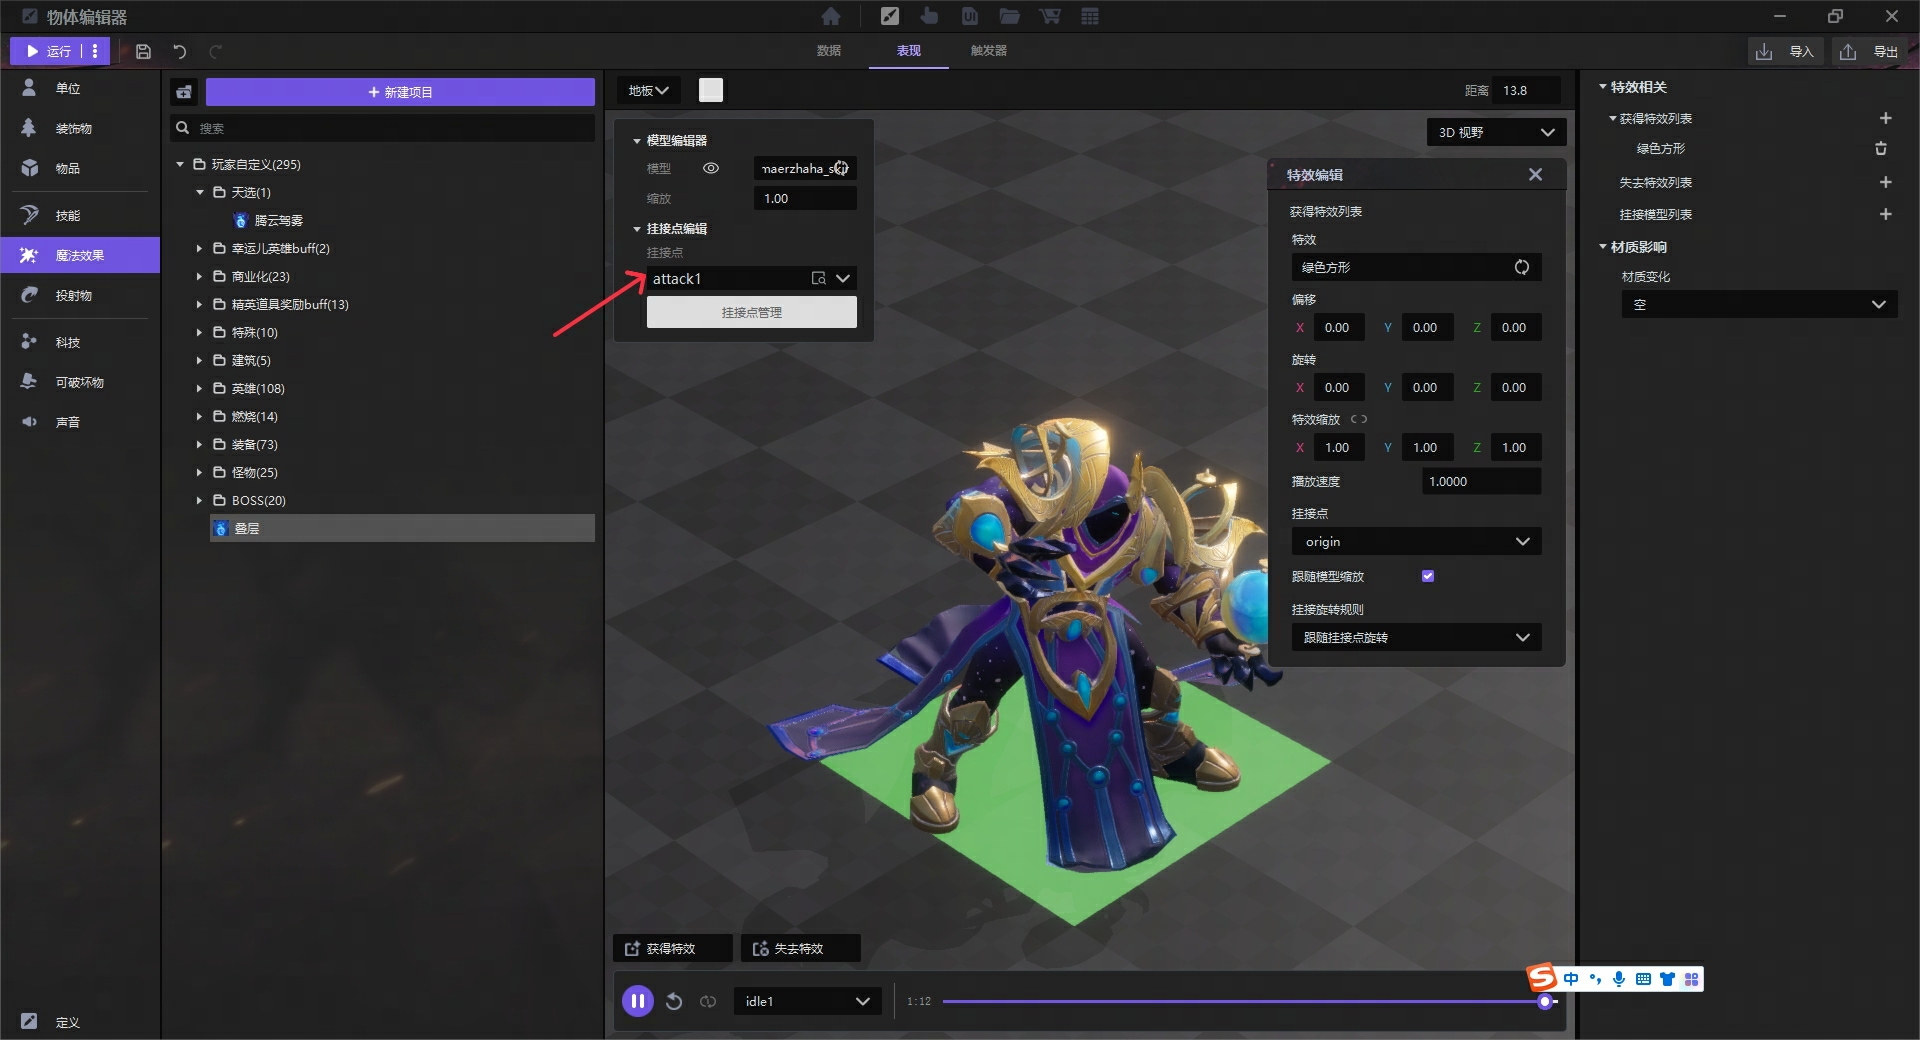 物体编辑器
运行
数据
表现
触发器
导入
导出
单位
装饰物
物品
技能
魔法效果
投射物
科技
可破坏物
声音
定义
新建项目
搜索
玩家自定义(295)
天选(1)
腾云驾雾
幸运儿英雄buff(2)
商业化(23)
精英道具奖励buff(13)
特殊(10)
建筑(5)
英雄(108)
燃烧(14)
装备(73)
怪物(25)
BOSS(20)
叠层
地板
距离 13.8
3D 视野
模型编辑器
模型
缩放 1.00
挂接点编辑
挂接点
attack1
挂接点管理
特效编辑
获得特效列表
特效
绿色方形
偏移
X 0.00 Y 0.00 Z 0.00
旋转
X 0.00 Y 0.00 Z 0.00
特效缩放
X 1.00 Y 1.00 Z 1.00
播放速度 1.0000
挂接点
origin
跟随模型缩放
挂接旋转规则
跟随挂接点旋转
获得特效
失去特效
idle1
1:12
特效相关
获得特效列表
绿色方形
失去特效列表
挂接模型列表
材质影响
材质变化
空
中